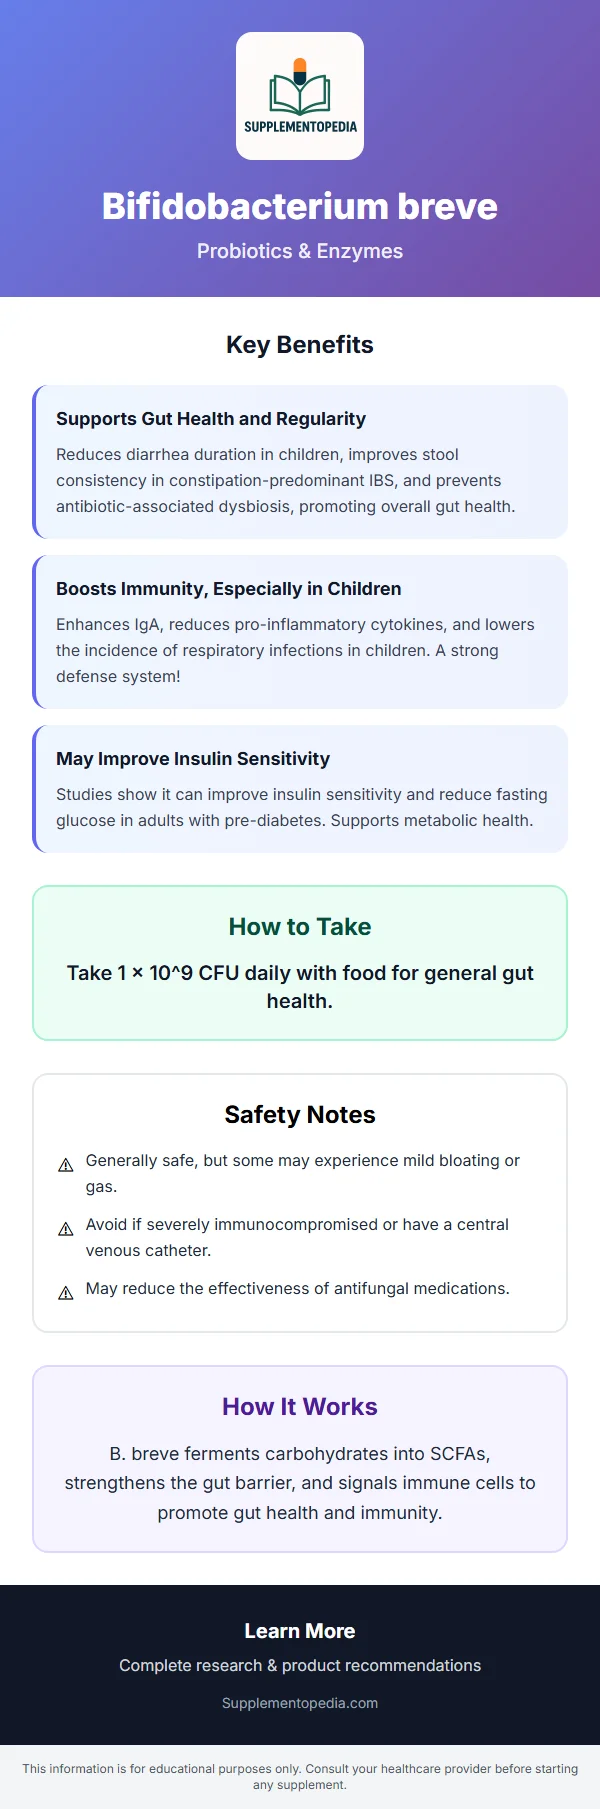 SUPPLEMENTOPEDIA
Bifidobacterium breve
Probiotics & Enzymes
Key Benefits
Supports Gut Health and Regularity
Reduces diarrhea duration in children, improves stool
consistency in constipation-predominant IBS, and prevents
antibiotic-associated dysbiosis, promoting overall gut health.
Boosts Immunity, Especially in Children
Enhances IgA, reduces pro-inflammatory cytokines, and lowers
the incidence of respiratory infections in children. A strong
defense system!
May Improve Insulin Sensitivity
Studies show it can improve insulin sensitivity and reduce fasting
glucose in adults with pre-diabetes. Supports metabolic health.
How to Take
Take 1 × 10^9 CFU daily with food for general gut
health.
Safety Notes
⚠ Generally safe, but some may experience mild bloating or
gas.
⚠ Avoid if severely immunocompromised or have a central
venous catheter.
⚠ May reduce the effectiveness of antifungal medications.
How It Works
B. breve ferments carbohydrates into SCFAs,
strengthens the gut barrier, and signals immune cells to
promote gut health and immunity.
Learn More
Complete research & product recommendations
Supplementopedia.com
This information is for educational purposes only. Consult your healthcare provider before starting
any supplement.